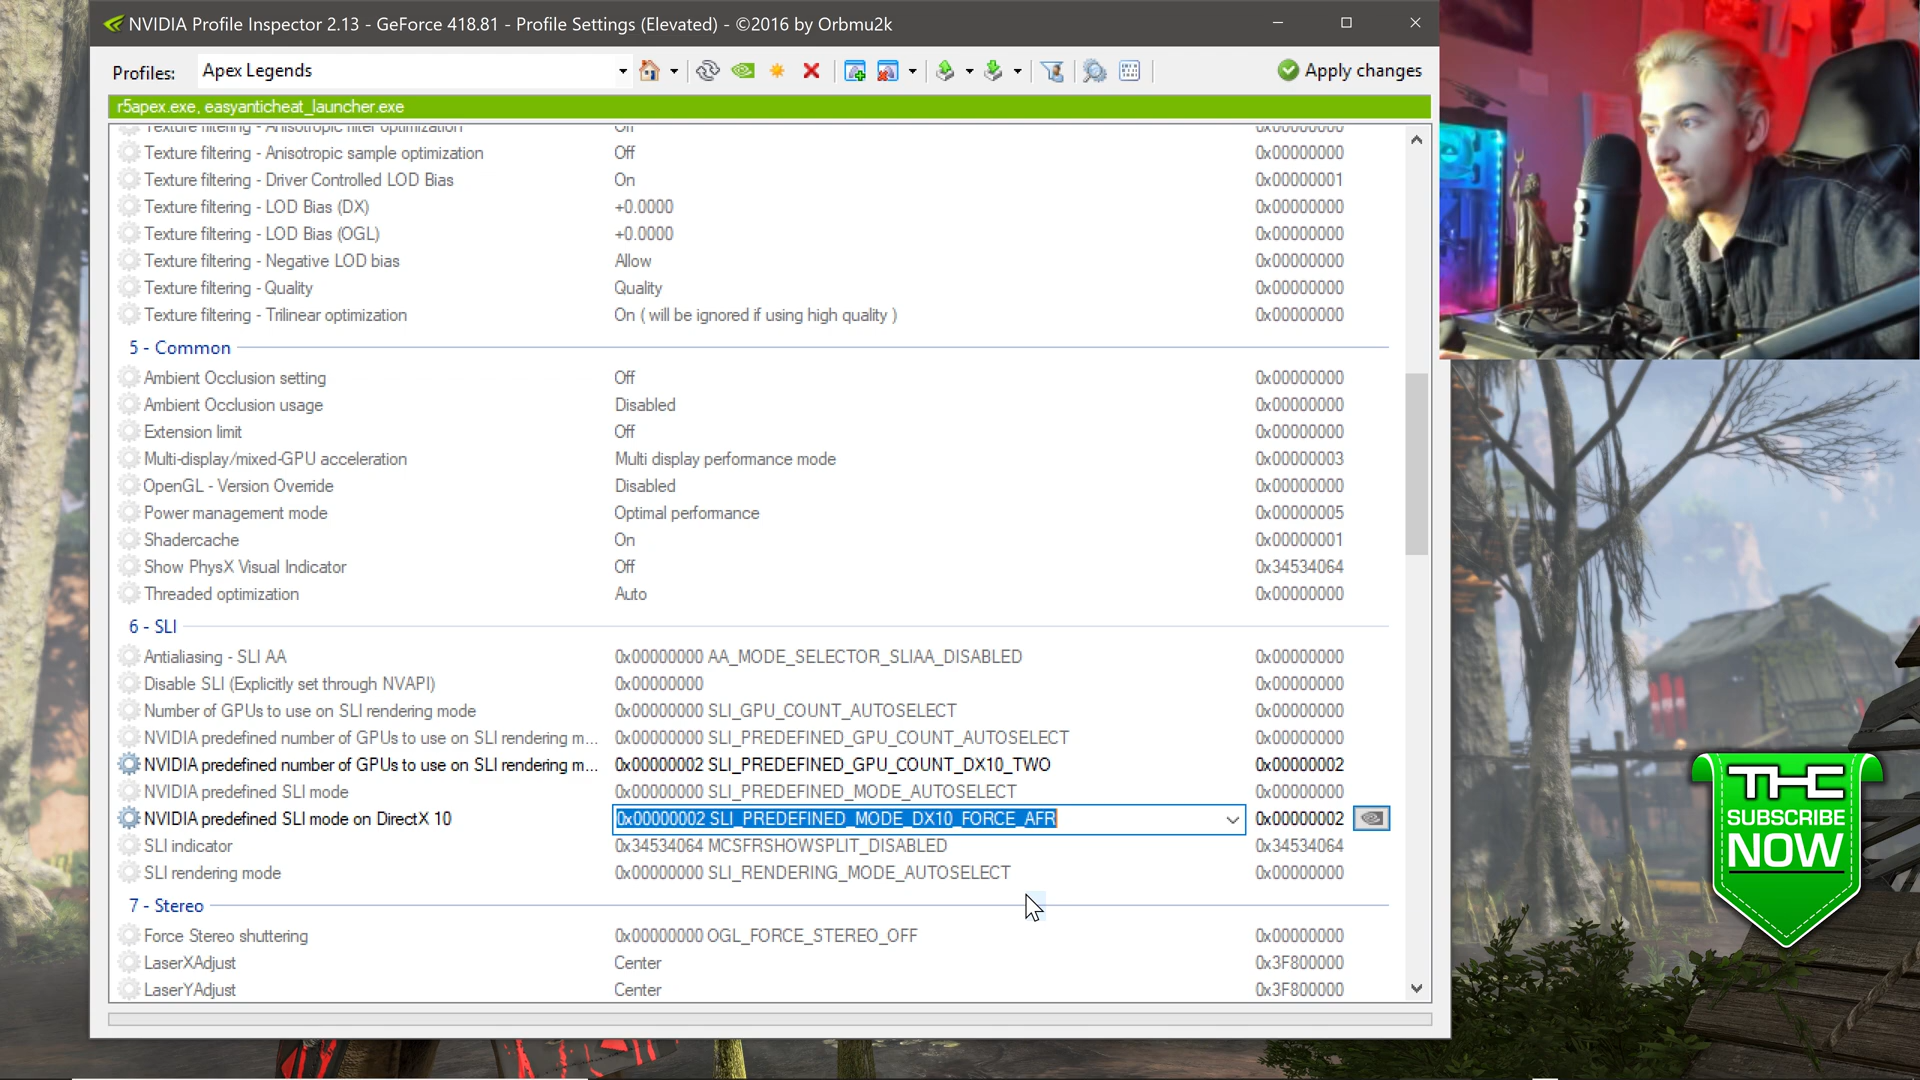 NVIDIA Profile Inspector 2.13 - GeForce 418.81 - Profile Settings (Elevated) - ©2016 by Orbmu2k
Profiles: Apex Legends Apply changes
r5apex.exe, easyanticheat_launcher.exe
Texture filtering - Anisotropic filter optimization Off 0x00000000
Texture filtering - Anisotropic sample optimization Off 0x00000000
Texture filtering - Driver Controlled LOD Bias On 0x00000001
Texture filtering - LOD Bias (DX) +0.0000 0x00000000
Texture filtering - LOD Bias (OGL) +0.0000 0x00000000
Texture filtering - Negative LOD bias Allow 0x00000000
Texture filtering - Quality Quality 0x00000000
Texture filtering - Trilinear optimization On ( will be ignored if using high quality ) 0x00000000
5 - Common
Ambient Occlusion setting Off 0x00000000
Ambient Occlusion usage Disabled 0x00000000
Extension limit Off 0x00000000
Multi-display/mixed-GPU acceleration Multi display performance mode 0x00000003
OpenGL - Version Override Disabled 0x00000000
Power management mode Optimal performance 0x00000005
Shadercache On 0x00000001
Show PhysX Visual Indicator Off 0x34534064
Threaded optimization Auto 0x00000000
6 - SLI
Antialiasing - SLI AA 0x00000000 AA_MODE_SELECTOR_SLIAA_DISABLED 0x00000000
Disable SLI (Explicitly set through NVAPI) 0x00000000 0x00000000
Number of GPUs to use on SLI rendering mode 0x00000000 SLI_GPU_COUNT_AUTOSELECT 0x00000000
NVIDIA predefined number of GPUs to use on SLI rendering m... 0x00000000 SLI_PREDEFINED_GPU_COUNT_AUTOSELECT 0x00000000
NVIDIA predefined number of GPUs to use on SLI rendering m... 0x00000002 SLI_PREDEFINED_GPU_COUNT_DX10_TWO 0x00000002
NVIDIA predefined SLI mode 0x00000000 SLI_PREDEFINED_MODE_AUTOSELECT 0x00000000
NVIDIA predefined SLI mode on DirectX 10 0x00000002 SLI_PREDEFINED_MODE_DX10_FORCE_AFR 0x00000002
SLI indicator 0x34534064 MCSFRSHOWSPLIT_DISABLED 0x34534064
SLI rendering mode 0x00000000 SLI_RENDERING_MODE_AUTOSELECT 0x00000000
7 - Stereo
Force Stereo shuttering 0x00000000 OGL_FORCE_STEREO_OFF 0x00000000
LaserXAdjust Center 0x3F800000
LaserYAdjust Center 0x3F800000
THC
SUBSCRIBE
NOW